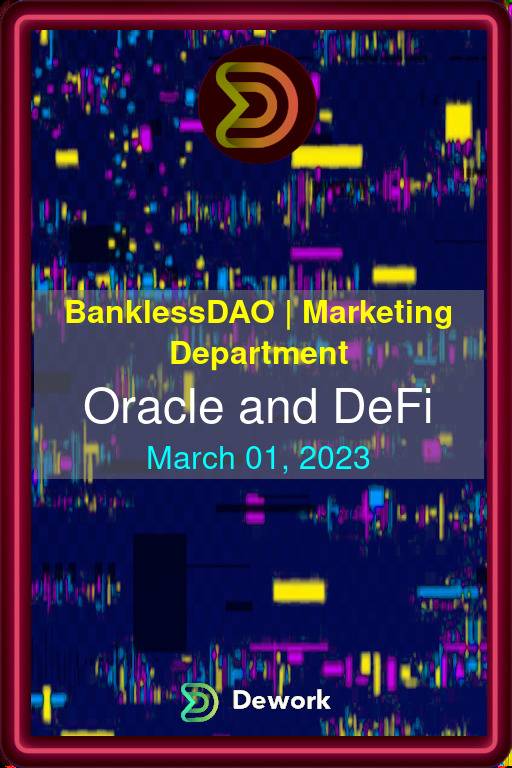 BanklessDAO | Marketing
Department
Oracle and DeFi
March 01, 2023
Dework